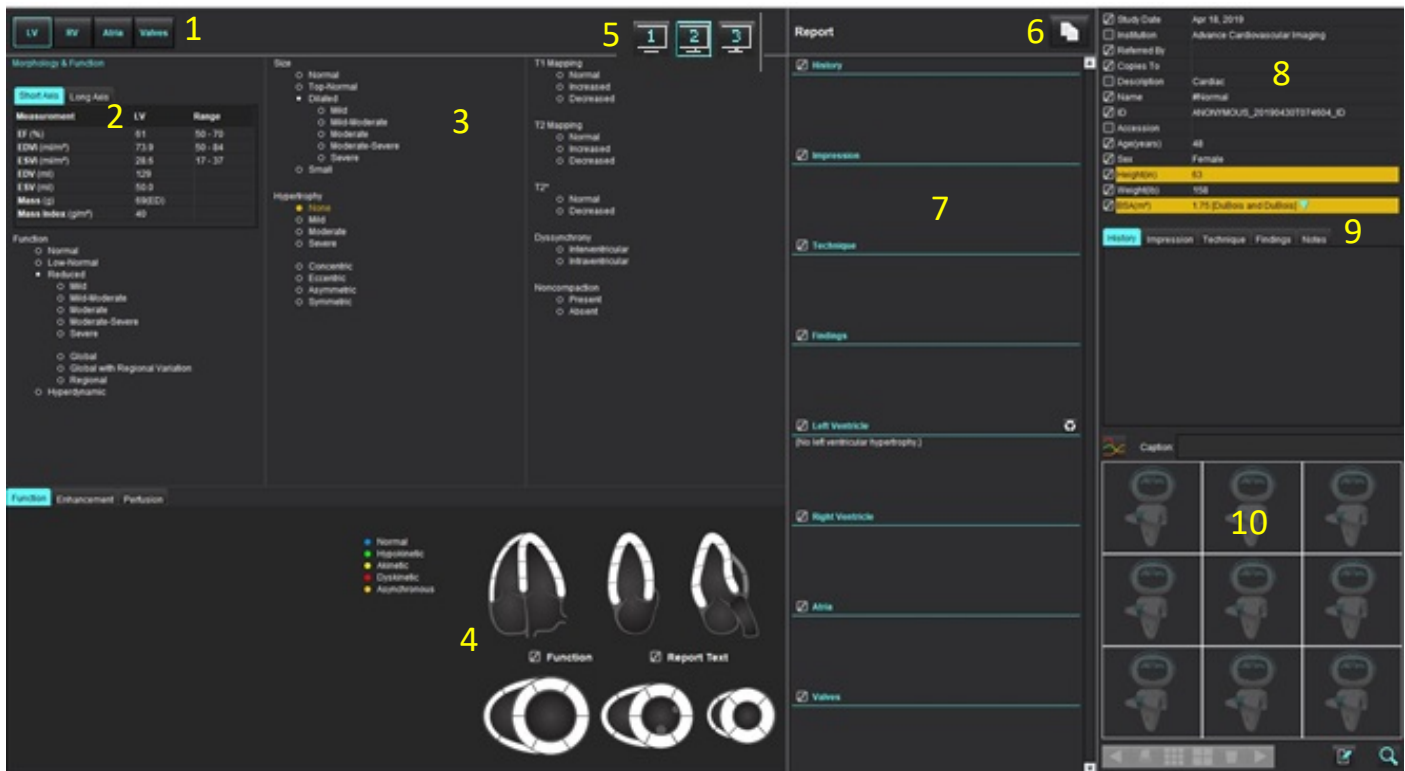 LV RV Atria Valves 1
5 1 2 3
Morphology & Function
Short Axis Long Axis
2
Measurement LV Range
EF (%) 61 50 - 70
EDVI (ml/m²) 73.9 50 - 84
ESVI (ml/m²) 28.6 17 - 37
EDV (ml) 129
ESV (ml) 50.0
Mass (g) 69(ED)
Mass Index (g/m²) 40
Function
Normal
Low-Normal
Reduced
Mild
Mild-Moderate
Moderate
Moderate-Severe
Severe
Global
Global with Regional Variation
Regional
Hyperdynamic
Size
Normal
Top-Normal
Dilated
Mild
Mild-Moderate
Moderate
Moderate-Severe
Severe
Small
3
Hypertrophy
None
Mild
Moderate
Severe
Concentric
Eccentric
Asymmetric
Symmetric
T1 Mapping
Normal
Increased
Decreased
T2 Mapping
Normal
Increased
Decreased
T2*
Normal
Decreased
Dyssynchrony
Interventricular
Intraventricular
Noncompaction
Present
Absent
Function Enhancement Perfusion
Normal
Hypokinetic
Akinetic
Dyskinetic
Asynchronous
4
Function Report Text
Report 6
History
Impression
7
Technique
Findings
Left Ventricle
(No left ventricular hypertrophy.)
Right Ventricle
Atria
Valves
Study Date Apr 18, 2019
Institution Advance Cardiovascular Imaging
Referred By
Copies To
8
Description Cardiac
Name #Normal
ID ANONYMOUS_20190430T074604_ID
Accession
Age(years) 48
Sex Female
Height(in) 63
Weight(lb) 158
BSA(m²) 1.75 [DuBois and DuBois]
History Impression Technique Findings Notes 9
Caption
10